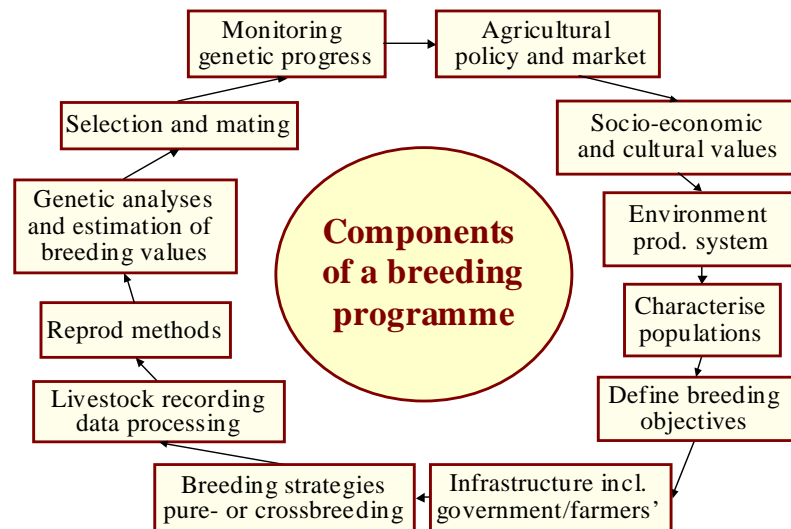 Monitoring
genetic progress
Agricultural
policy and market
Socio-economic
and cultural values
Environment
prod. system
Characterise
populations
Define breeding
objectives
Infrastructure incl.
government/farmers’
Breeding strategies
pure- or crossbreeding
Livestock recording
data processing
Reprod methods
Genetic analyses
and estimation of
breeding values
Selection and mating
Components
of a breeding
programme